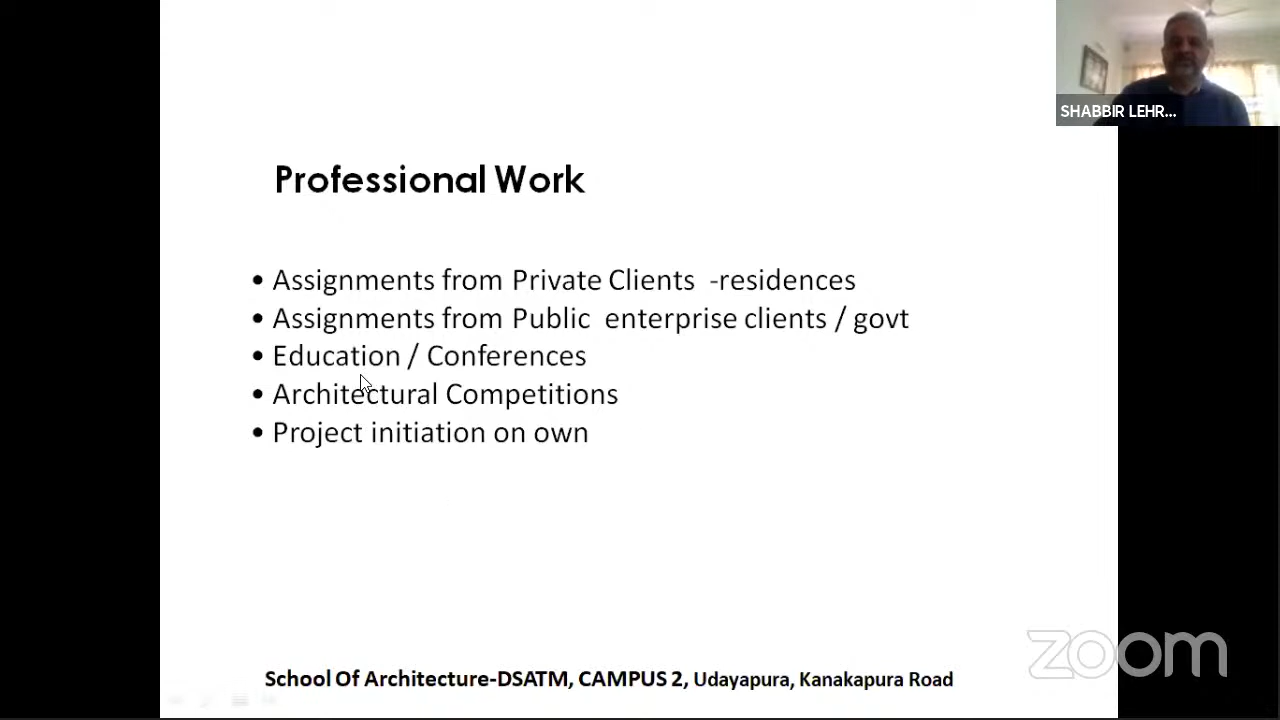 SHABBIR LEHR...
Professional Work
• Assignments from Private Clients -residences
• Assignments from Public enterprise clients / govt
• Education / Conferences
• Architectural Competitions
• Project initiation on own
zoom
School Of Architecture-DSATM, CAMPUS 2, Udayapura, Kanakapura Road